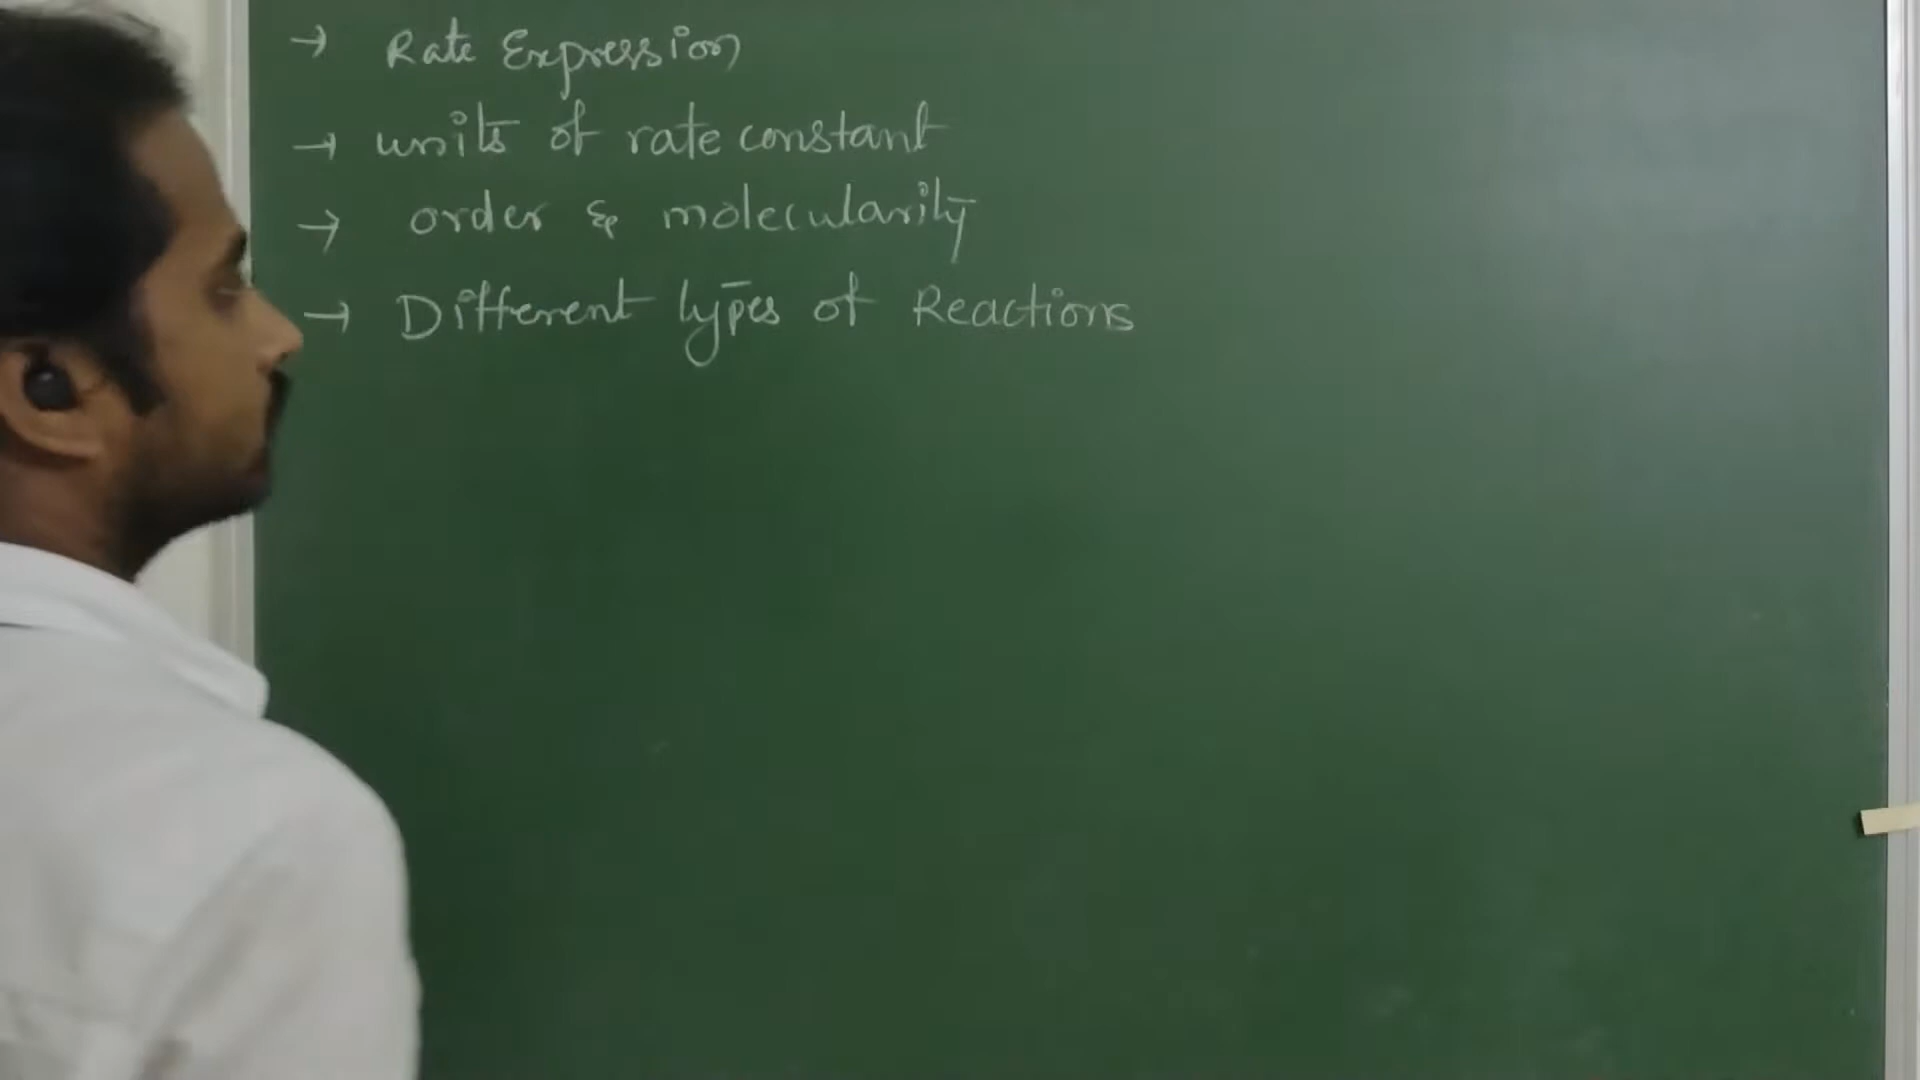 → Rate Expression
→ units of rate constant
→ order & molecularity
→ Different types of Reactions